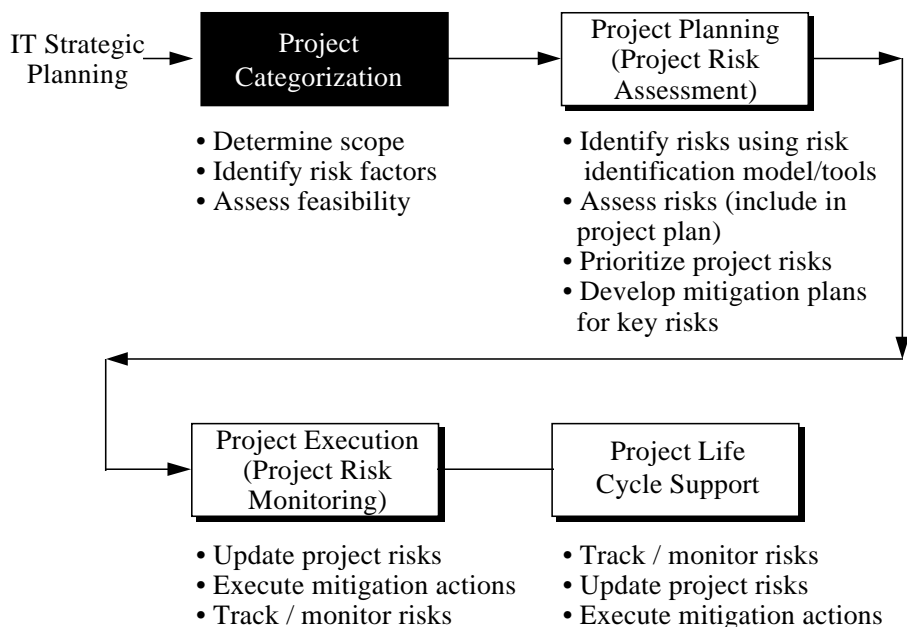 IT Strategic
Planning
Project
Categorization
Project Planning
(Project Risk
Assessment)
• Determine scope
• Identify risk factors
• Assess feasibility
• Identify risks using risk
identification model/tools
• Assess risks (include in
project plan)
• Prioritize project risks
• Develop mitigation plans
for key risks
Project Execution
(Project Risk
Monitoring)
Project Life
Cycle Support
• Update project risks
• Execute mitigation actions
• Track / monitor risks
• Track / monitor risks
• Update project risks
• Execute mitigation actions